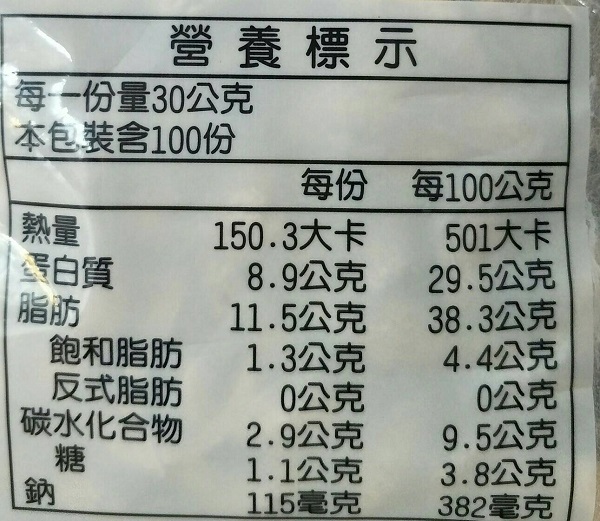 營養標示
每一份量30公克
本包裝含100份
每份 每100公克
熱量 150.3大卡 501大卡
蛋白質 8.9公克 29.5公克
脂肪 11.5公克 38.3公克
飽和脂肪 1.3公克 4.4公克
反式脂肪 0公克 0公克
碳水化合物 2.9公克 9.5公克
糖 1.1公克 3.8公克
鈉 115毫克 382毫克